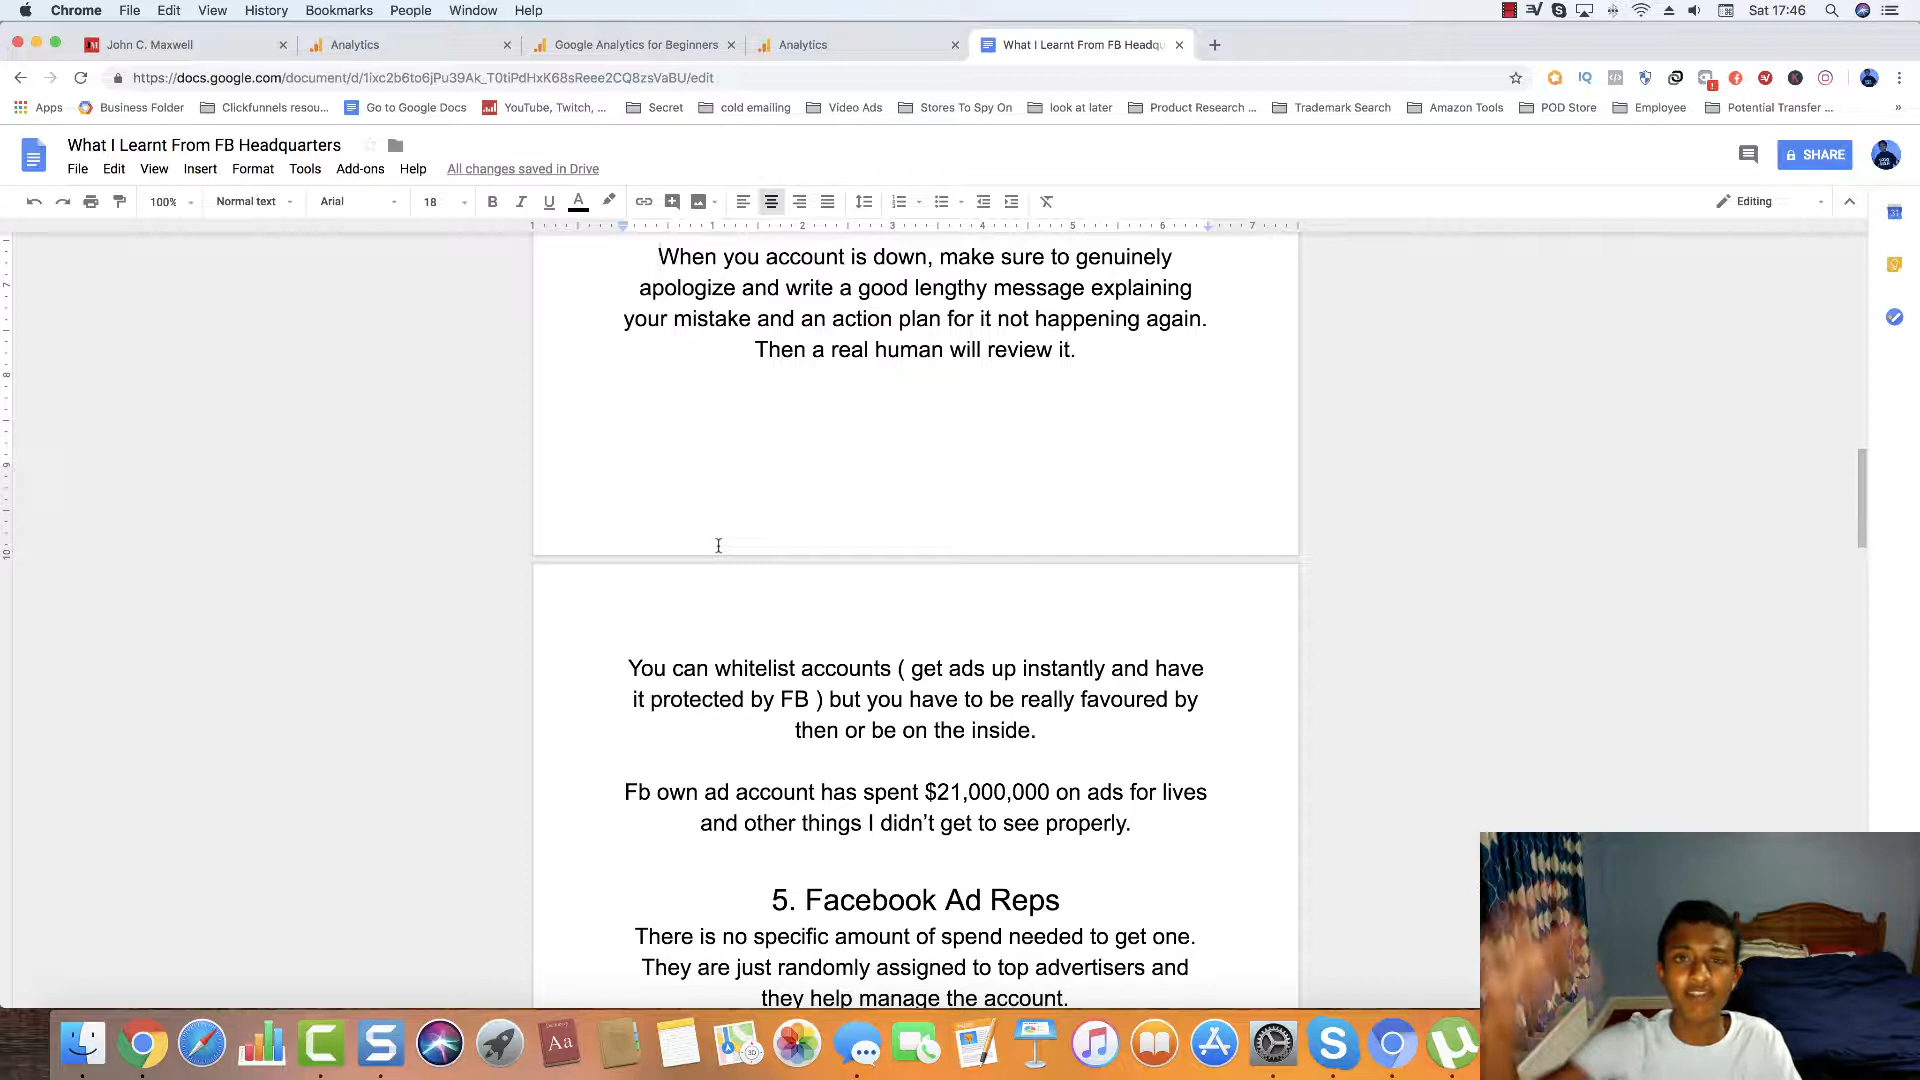 Chrome File Edit View History Bookmarks People Window Help Sat 17:46
John C. Maxwell Analytics Google Analytics for Beginners Analytics What I Learnt From FB Headqu
https://docs.google.com/document/d/1ixc2b6to6jPu39Ak_T0tiPdHxK68sReee2CQ8zsVaBU/edit
Apps Business Folder Clickfunnels resou... Go to Google Docs YouTube, Twitch, ... Secret cold emailing Video Ads Stores To Spy On look at later Product Research ... Trademark Search Amazon Tools POD Store Employee Potential Transfer ... »
What I Learnt From FB Headquarters
SHARE
File Edit View Insert Format Tools Add-ons Help All changes saved in Drive
100% Normal text Arial 18 B I U A Editing
1 1 2 3 4 5 6 7
When you account is down, make sure to genuinely
apologize and write a good lengthy message explaining
your mistake and an action plan for it not happening again.
Then a real human will review it.
You can whitelist accounts ( get ads up instantly and have
it protected by FB ) but you have to be really favoured by
then or be on the inside.
Fb own ad account has spent $21,000,000 on ads for lives
and other things I didn't get to see properly.
5. Facebook Ad Reps
There is no specific amount of spend needed to get one.
They are just randomly assigned to top advertisers and
they help manage the account.